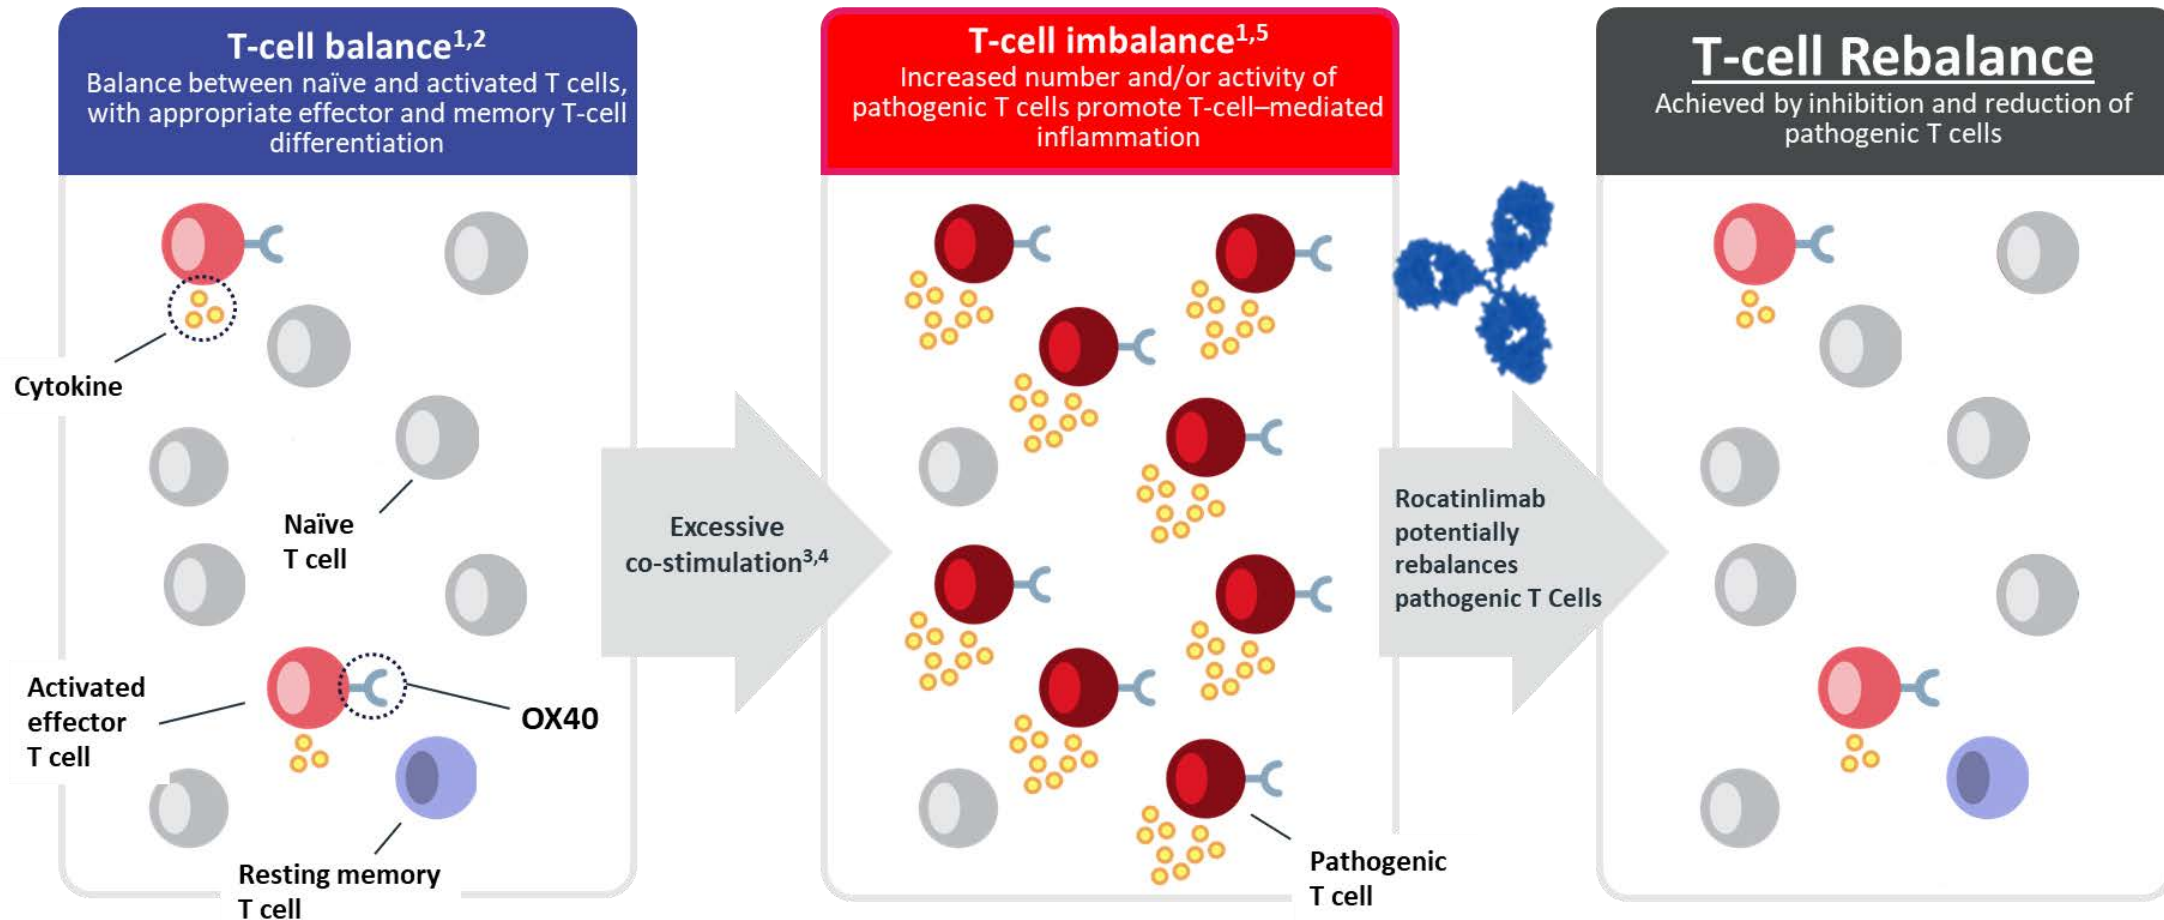 T-cell balance1,2
Balance between naïve and activated T cells,
with appropriate effector and memory T-cell
differentiation
Cytokine
Naïve
T cell
Activated
effector
T cell
OX40
Resting memory
T cell
Excessive
co-stimulation3,4
T-cell imbalance1,5
Increased number and/or activity of
pathogenic T cells promote T-cell–mediated
inflammation
Pathogenic
T cell
Rocatinlimab
potentially
rebalances
pathogenic T Cells
T-cell Rebalance
Achieved by inhibition and reduction of
pathogenic T cells